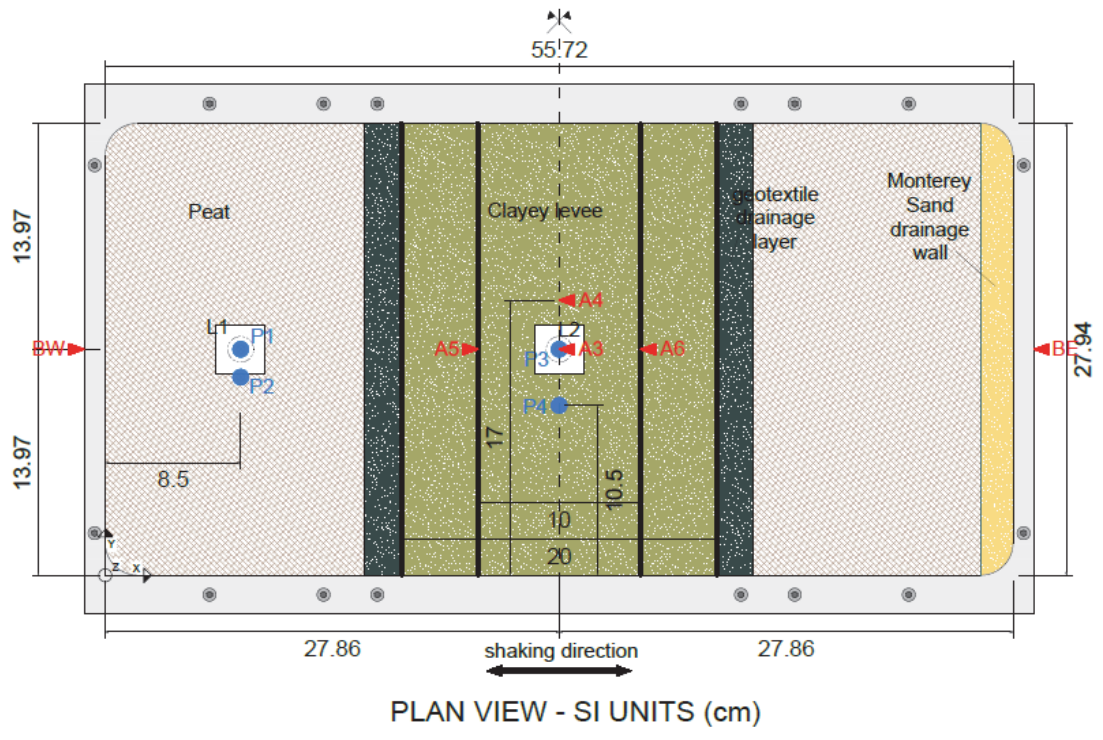 55.72
Peat
Clayey levee
geotextile
drainage
layer
Monterey
Sand
drainage
wall
13.97
A4
L1
P1
L2
BW
A5
P3
A3
A6
BE
27.94
P2
P4
17
8.5
13.97
10.5
10
20
Y
Z
X
27.86
shaking direction
27.86
PLAN VIEW - SI UNITS (cm)